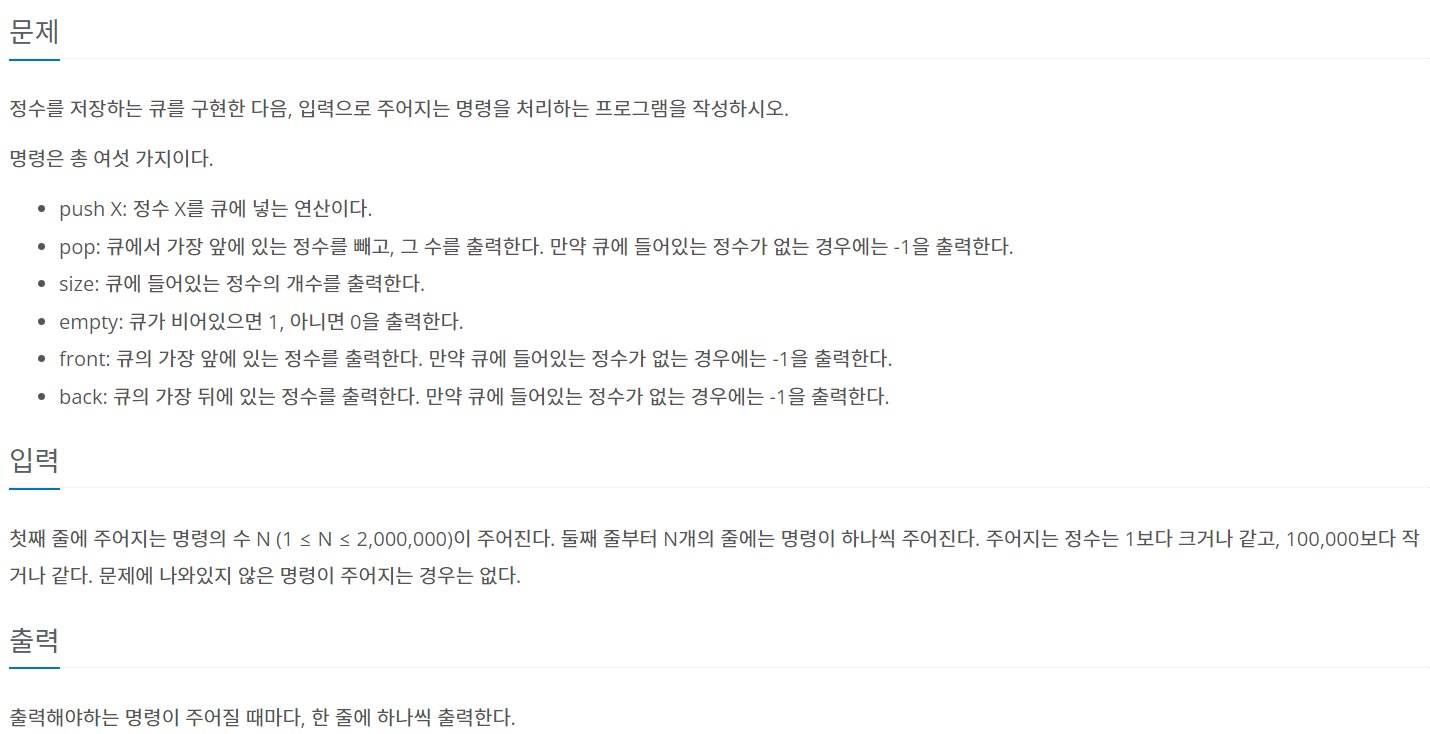 문제
정수를 저장하는 큐를 구현한 다음, 입력으로 주어지는 명령을 처리하는 프로그램을 작성하시오.
명령은 총 여섯 가지이다.
• push X: 정수 X를 큐에 넣는 연산이다.
• pop: 큐에서 가장 앞에 있는 정수를 빼고, 그 수를 출력한다. 만약 큐에 들어있는 정수가 없는 경우에는 -1을 출력한다.
• size: 큐에 들어있는 정수의 개수를 출력한다.
• empty: 큐가 비어있으면 1, 아니면 0을 출력한다.
• front: 큐의 가장 앞에 있는 정수를 출력한다. 만약 큐에 들어있는 정수가 없는 경우에는 -1을 출력한다.
• back: 큐의 가장 뒤에 있는 정수를 출력한다. 만약 큐에 들어있는 정수가 없는 경우에는 -1을 출력한다.
입력
첫째 줄에 주어지는 명령의 수 N (1 ≤ N ≤ 2,000,000)이 주어진다. 둘째 줄부터 N개의 줄에는 명령이 하나씩 주어진다. 주어지는 정수는 1보다 크거나 같고, 100,000보다 작
거나 같다. 문제에 나와있지 않은 명령이 주어지는 경우는 없다.
출력
출력해야하는 명령이 주어질 때마다, 한 줄에 하나씩 출력한다.